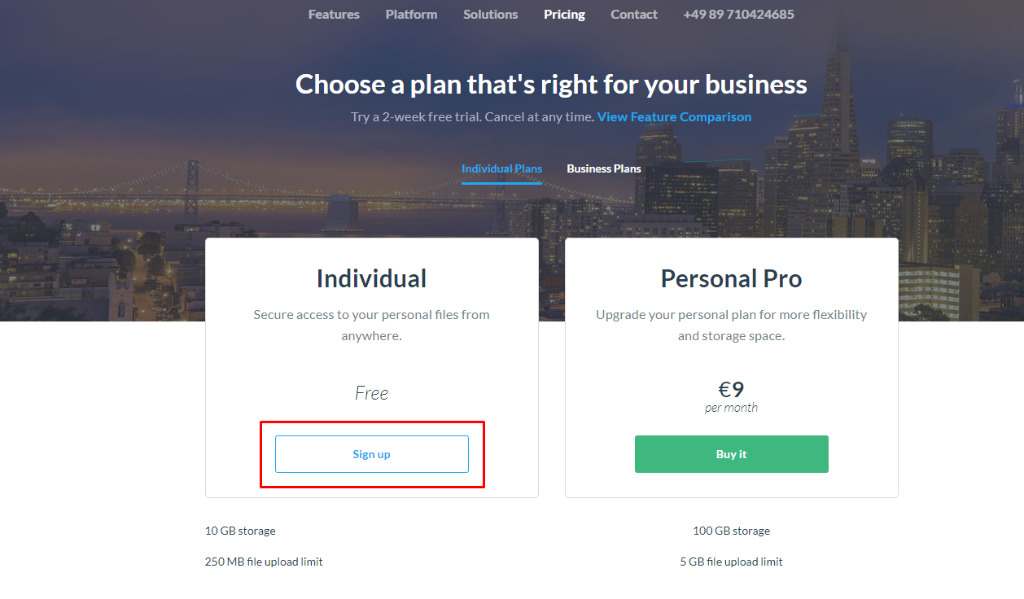 Features Platform Solutions Pricing Contact +49 89 710424685
Choose a plan that's right for your business
Try a 2-week free trial. Cancel at any time. View Feature Comparison
Individual Plans Business Plans
Individual
Secure access to your personal files from
anywhere.
Free
Sign up
Personal Pro
Upgrade your personal plan for more flexibility
and storage space.
€9
per month
Buy it
10 GB storage
250 MB file upload limit
100 GB storage
5 GB file upload limit